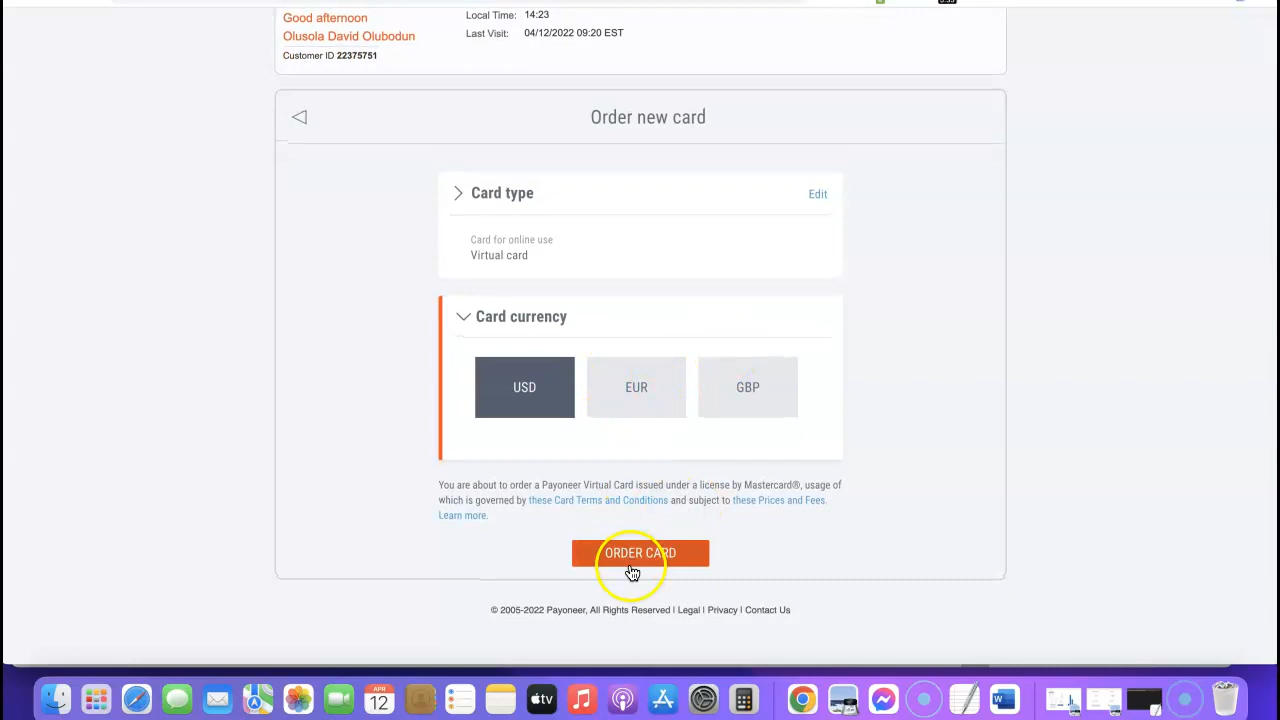 Good afternoon
Olusola David Olubodun
Customer ID 22375751
Local Time: 14:23
Last Visit: 04/12/2022 09:20 EST
Order new card
Card type
Edit
Card for online use
Virtual card
Card currency
USD EUR GBP
You are about to order a Payoneer Virtual Card issued under a license by Mastercard®, usage of
which is governed by these Card Terms and Conditions and subject to these Prices and Fees.
Learn more.
ORDER CARD
© 2005-2022 Payoneer, All Rights Reserved | Legal | Privacy | Contact Us
APR
12
tv
W